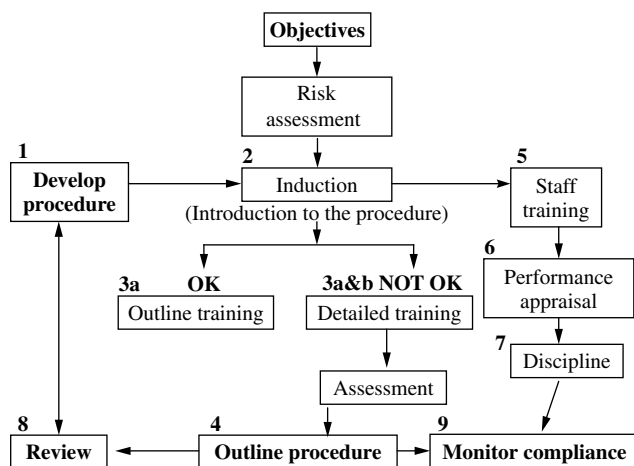 Objectives
Risk
assessment
1
Develop
procedure
2
Induction
(Introduction to the procedure)
5
Staff
training
6
Performance
appraisal
3a OK
Outline training
3a&b NOT OK
Detailed training
7
Discipline
Assessment
8
Review
4
Outline procedure
9
Monitor compliance